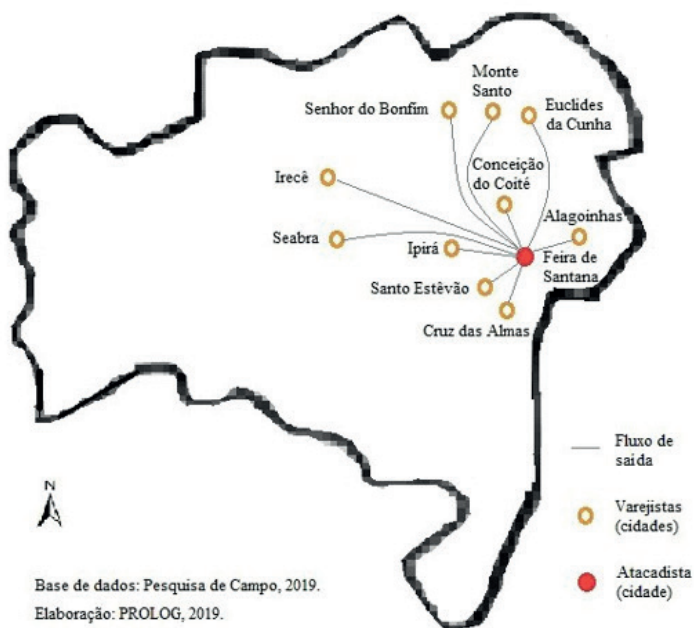 Monte
Santo
Senhor do Bonfim
Euclides
da Cunha
Conceição
do Coité
Irecê
Alagoinhas
Seabra
Ipirá
Feira de
Santana
Santo Estêvão
Cruz das Almas
Fluxo de
saída
N
Varejistas
(cidades)
Base de dados: Pesquisa de Campo, 2019.
Atacadista
(cidade)
Elaboração: PROLOG, 2019.